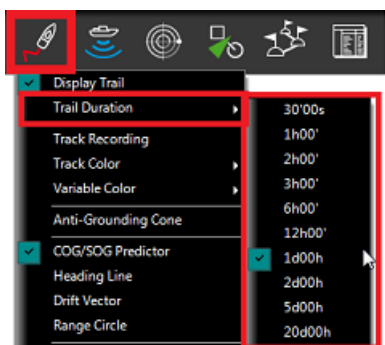 Display Trail
Trail Duration
30'00s
Track Recording
1h00'
Track Color
2h00'
Variable Color
3h00'
Anti-Grounding Cone
6h00'
12h00'
COG/SOG Predictor
1d00h
Heading Line
2d00h
Drift Vector
5d00h
Range Circle
20d00h